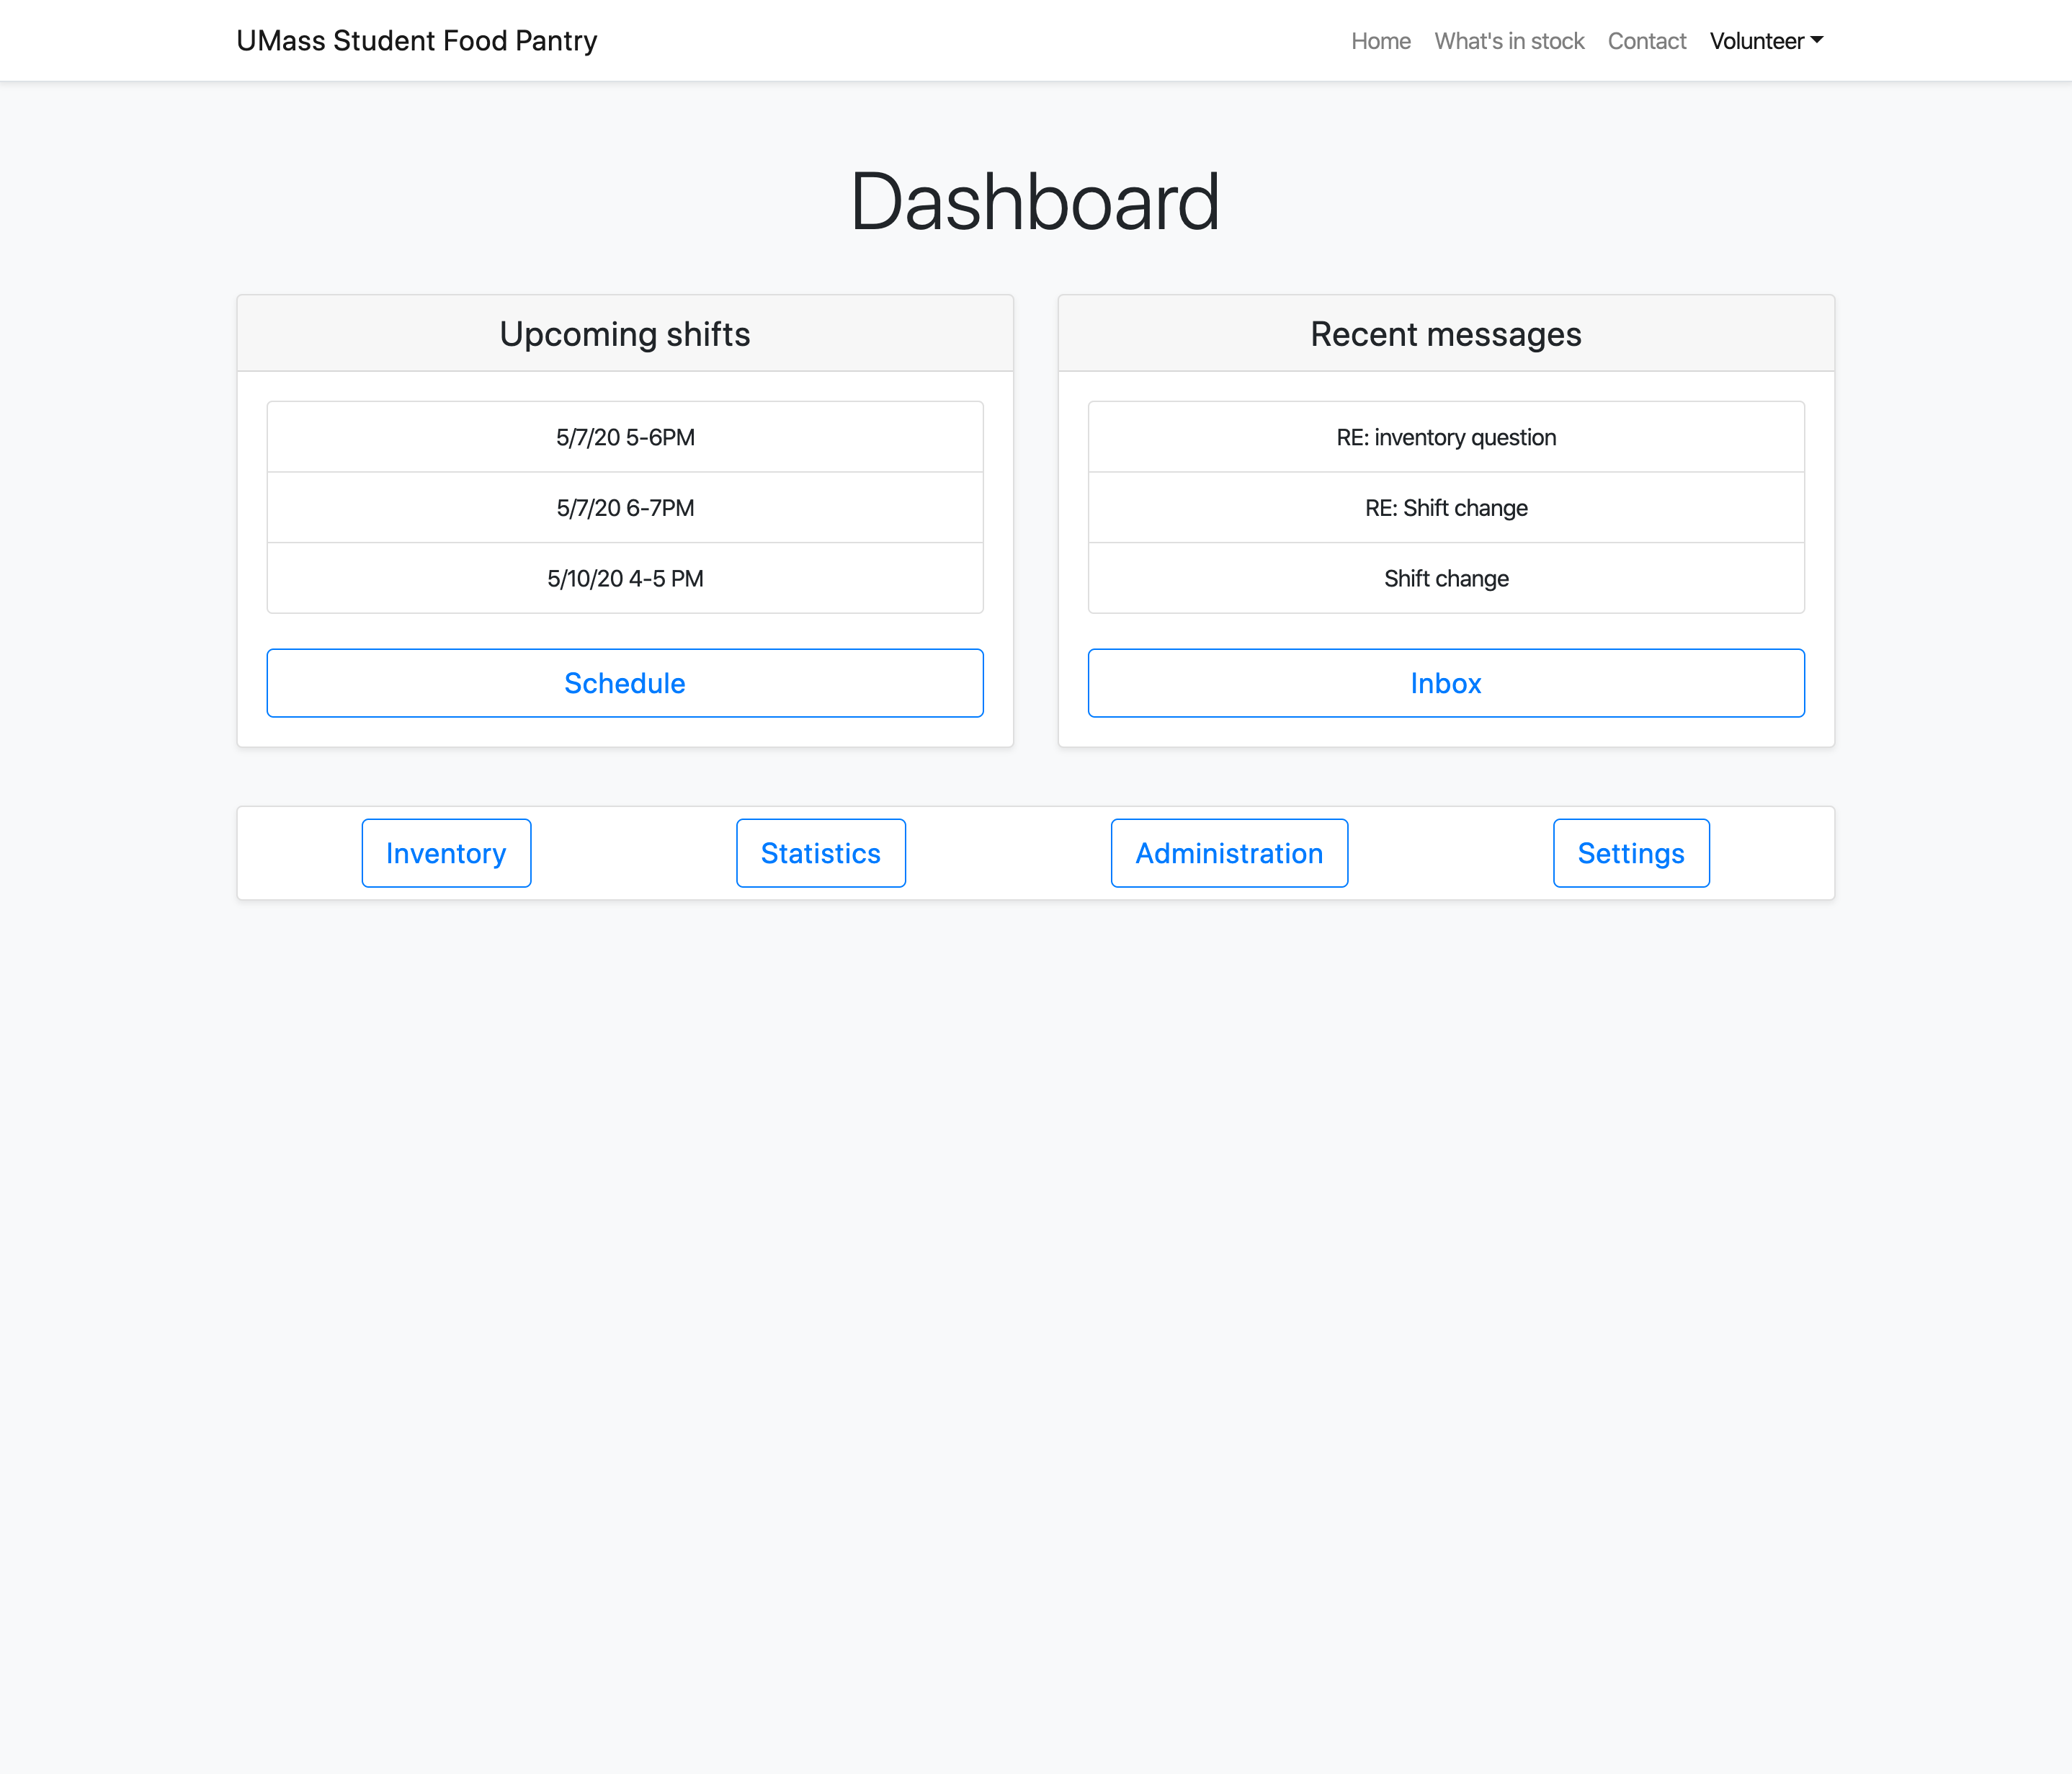 UMass Student Food Pantry
Home What's in stock Contact Volunteer
Dashboard
Upcoming shifts
5/7/20 5-6PM
5/7/20 6-7PM
5/10/20 4-5 PM
Schedule
Recent messages
RE: inventory question
RE: Shift change
Shift change
Inbox
Inventory Statistics Administration Settings